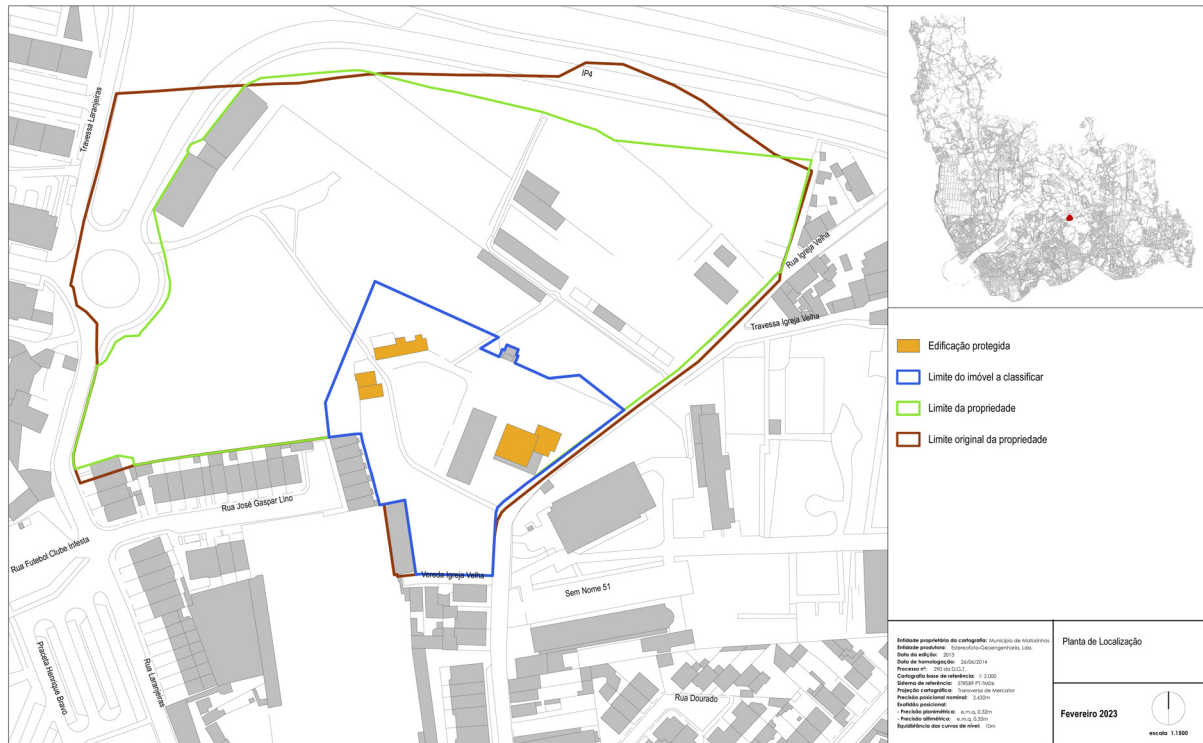 IP4
Travessa Laranjeiras
Rua Igreja Velha
Travessa Igreja Velha
Rua José Gaspar Lino
Rua Futebol Clube Infesta
Vereda Igreja Velha
Sem Nome 51
Praceta Henrique Bravo
Rua Laranjeiras
Rua Dourado
Edificação protegida
Limite do imóvel a classificar
Limite da propriedade
Limite original da propriedade
Entidade proprietária da cartografia: Município de Matosinhos
Entidade produtora: Estereofoto-Geoengenharia, Lda.
Data da edição: 2013
Data de homologação: 26/06/2014
Processo nº: 290 da D.G.T.
Cartografia base de referência: 1: 2.000
Sistema de referência: ETRS89 PT-TM06
Projeção cartográfica: Transversa de Mercator
Precisão posicional nominal: 2,632m
Exatidão posicional:
- Precisão planimétrica: e.m.q. 0.32m
- Precisão altimétrica: e.m.q. 0.33m
Equidistância das curvas de nível: 10m
Planta de Localização
Fevereiro 2023
escala 1.1500